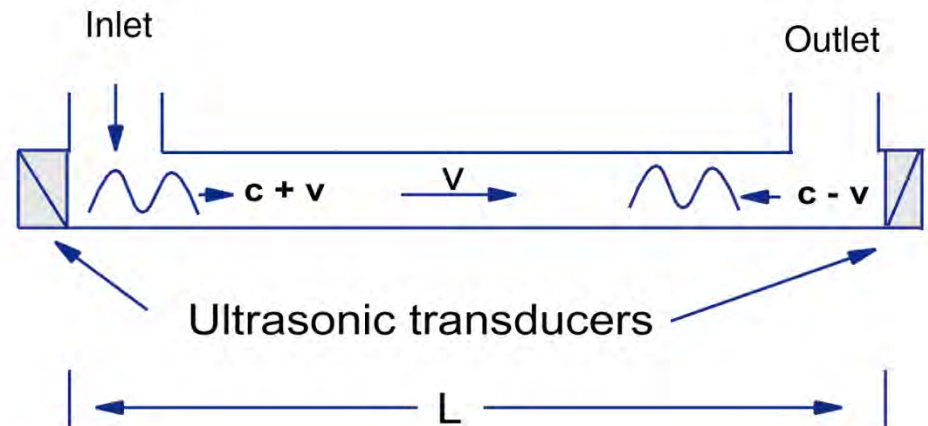 Inlet
Outlet
c + v
v
c - v
Ultrasonic transducers
L